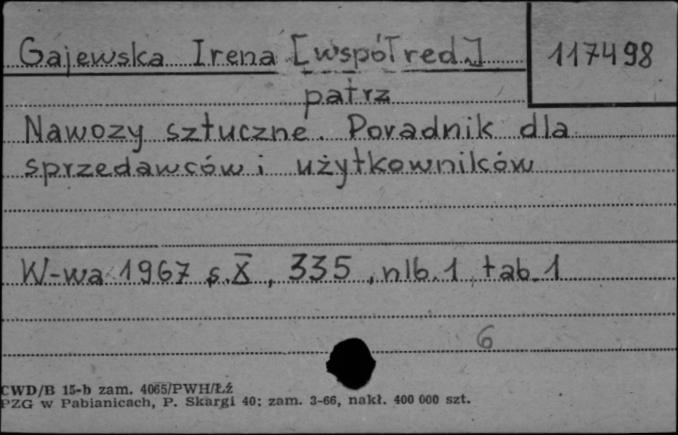 Gajewska Irena [współred.]
117498
patrz
Nawozy sztuczne. Poradnik dla
sprzedawców i użytkowników
W-wa 1967 s.X, 335, nlb.1, tab.1
6
CWD/B 15-b zam. 4065/PWH/ŁŹ
PZG w Pabianicach, P. Skargi 40; zam. 3-66, nakł. 400 000 szt.